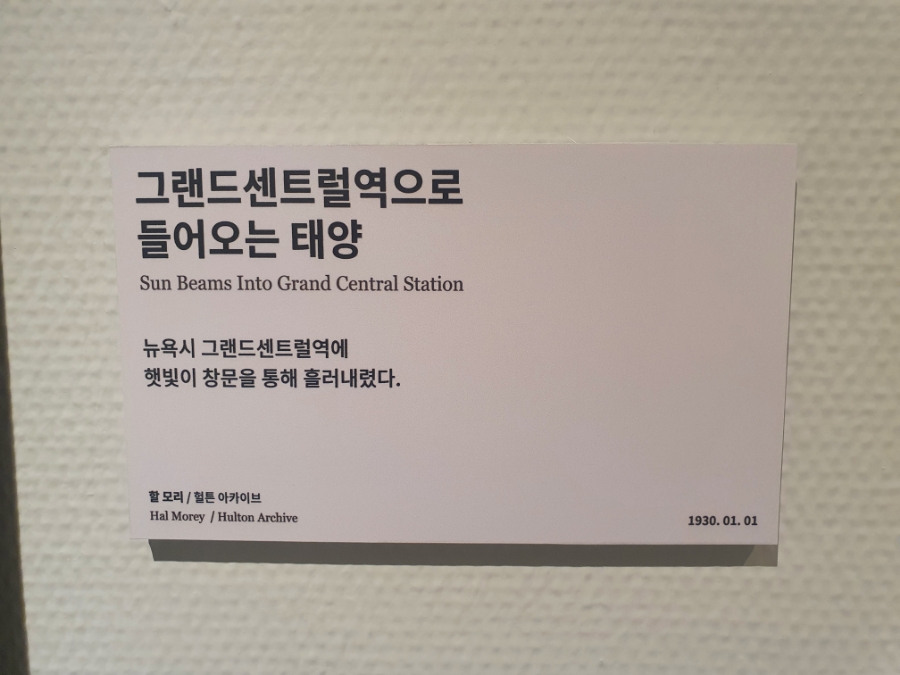 그랜드센트럴역으로
들어오는 태양
Sun Beams Into Grand Central Station
뉴욕시 그랜드센트럴역에
햇빛이 창문을 통해 흘러내렸다.
할 모리 / 헐튼 아카이브
Hal Morey / Hulton Archive
1930. 01. 01